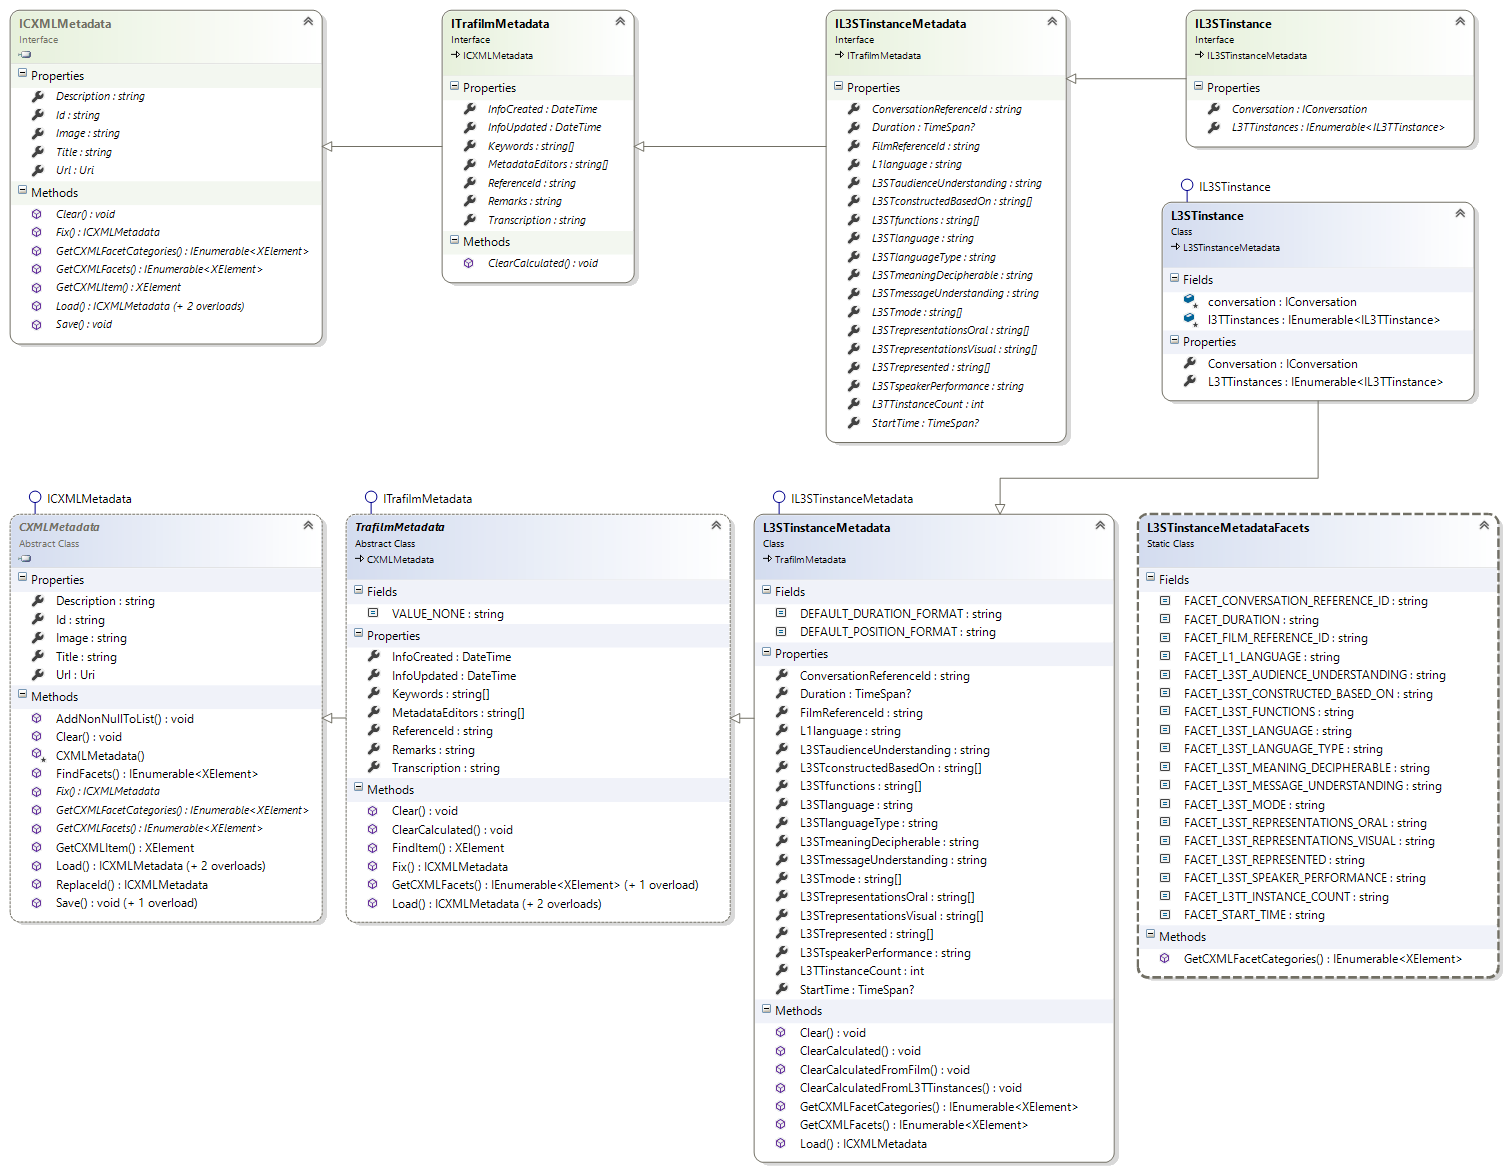 ICXMLMetadata
Interface
Properties
Description : string
Id : string
Image : string
Title : string
Url : Uri
Methods
Clear() : void
Fix() : ICXMLMetadata
GetCXMLFacetCategories() : IEnumerable<XElement>
GetCXMLFacets() : IEnumerable<XElement>
GetCXMLItem() : XElement
Load() : ICXMLMetadata (+ 2 overloads)
Save() : void
ITrafilmMetadata
Interface
ICXMLMetadata
Properties
InfoCreated : DateTime
InfoUpdated : DateTime
Keywords : string[]
MetadataEditors : string[]
ReferenceId : string
Remarks : string
Transcription : string
Methods
ClearCalculated() : void
IL3STinstanceMetadata
Interface
ITrafilmMetadata
Properties
ConversationReferenceId : string
Duration : TimeSpan?
FilmReferenceId : string
L1language : string
L3STaudienceUnderstanding : string
L3STconstructedBasedOn : string[]
L3STfunctions : string[]
L3STlanguage : string
L3STlanguageType : string
L3STmeaningDecipherable : string
L3STmessageUnderstanding : string
L3STmode : string[]
L3STrepresentationsOral : string[]
L3STrepresentationsVisual : string[]
L3STrepresented : string[]
L3STspeakerPerformance : string
L3TTinstanceCount : int
StartTime : TimeSpan?
IL3STinstance
Interface
IL3STinstanceMetadata
Properties
Conversation : IConversation
L3TTinstances : IEnumerable<IL3TTinstance>
IL3STinstance
L3STinstance
Class
L3STinstanceMetadata
Fields
conversation : IConversation
l3TTinstances : IEnumerable<IL3TTinstance>
Properties
Conversation : IConversation
L3TTinstances : IEnumerable<IL3TTinstance>
ICXMLMetadata
CXMLMetadata
Abstract Class
Properties
Description : string
Id : string
Image : string
Title : string
Url : Uri
Methods
AddNonNullToList() : void
Clear() : void
CXMLMetadata()
FindFacets() : IEnumerable<XElement>
Fix() : ICXMLMetadata
GetCXMLFacetCategories() : IEnumerable<XElement>
GetCXMLFacets() : IEnumerable<XElement>
GetCXMLItem() : XElement
Load() : ICXMLMetadata (+ 2 overloads)
ReplaceId() : ICXMLMetadata
Save() : void (+ 1 overload)
ITrafilmMetadata
TrafilmMetadata
Abstract Class
CXMLMetadata
Fields
VALUE_NONE : string
Properties
InfoCreated : DateTime
InfoUpdated : DateTime
Keywords : string[]
MetadataEditors : string[]
ReferenceId : string
Remarks : string
Transcription : string
Methods
Clear() : void
ClearCalculated() : void
FindItem() : XElement
Fix() : ICXMLMetadata
GetCXMLFacets() : IEnumerable<XElement> (+ 1 overload)
Load() : ICXMLMetadata (+ 2 overloads)
IL3STinstanceMetadata
L3STinstanceMetadata
Class
TrafilmMetadata
Fields
DEFAULT_DURATION_FORMAT : string
DEFAULT_POSITION_FORMAT : string
Properties
ConversationReferenceId : string
Duration : TimeSpan?
FilmReferenceId : string
L1language : string
L3STaudienceUnderstanding : string
L3STconstructedBasedOn : string[]
L3STfunctions : string[]
L3STlanguage : string
L3STlanguageType : string
L3STmeaningDecipherable : string
L3STmessageUnderstanding : string
L3STmode : string[]
L3STrepresentationsOral : string[]
L3STrepresentationsVisual : string[]
L3STrepresented : string[]
L3STspeakerPerformance : string
L3TTinstanceCount : int
StartTime : TimeSpan?
Methods
Clear() : void
ClearCalculated() : void
ClearCalculatedFromFilm() : void
ClearCalculatedFromL3TTinstances() : void
GetCXMLFacetCategories() : IEnumerable<XElement>
GetCXMLFacets() : IEnumerable<XElement>
Load() : ICXMLMetadata
L3STinstanceMetadataFacets
Static Class
Fields
FACET_CONVERSATION_REFERENCE_ID : string
FACET_DURATION : string
FACET_FILM_REFERENCE_ID : string
FACET_L1_LANGUAGE : string
FACET_L3ST_AUDIENCE_UNDERSTANDING : string
FACET_L3ST_CONSTRUCTED_BASED_ON : string
FACET_L3ST_FUNCTIONS : string
FACET_L3ST_LANGUAGE : string
FACET_L3ST_LANGUAGE_TYPE : string
FACET_L3ST_MEANING_DECIPHERABLE : string
FACET_L3ST_MESSAGE_UNDERSTANDING : string
FACET_L3ST_MODE : string
FACET_L3ST_REPRESENTATIONS_ORAL : string
FACET_L3ST_REPRESENTATIONS_VISUAL : string
FACET_L3ST_REPRESENTED : string
FACET_L3ST_SPEAKER_PERFORMANCE : string
FACET_L3TT_INSTANCE_COUNT : string
FACET_START_TIME : string
Methods
GetCXMLFacetCategories() : IEnumerable<XElement>